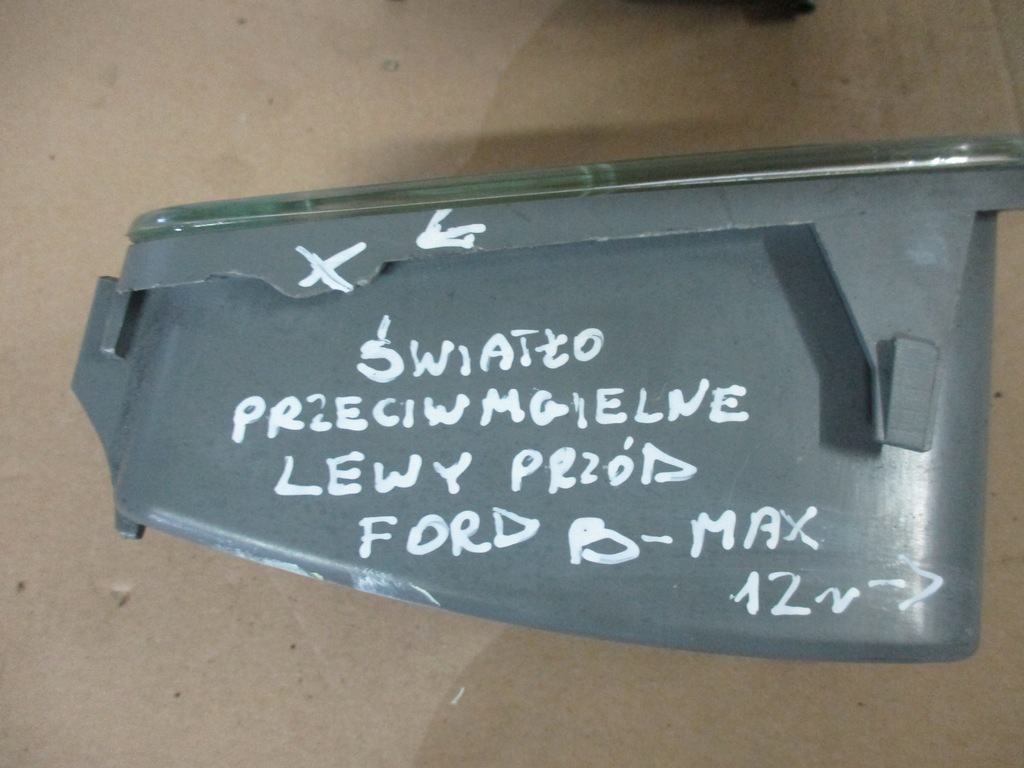 X ←
ŚWIATŁO
PRZECIWMGIELNE
LEWY PRZÓD
FORD B-MAX
12r->